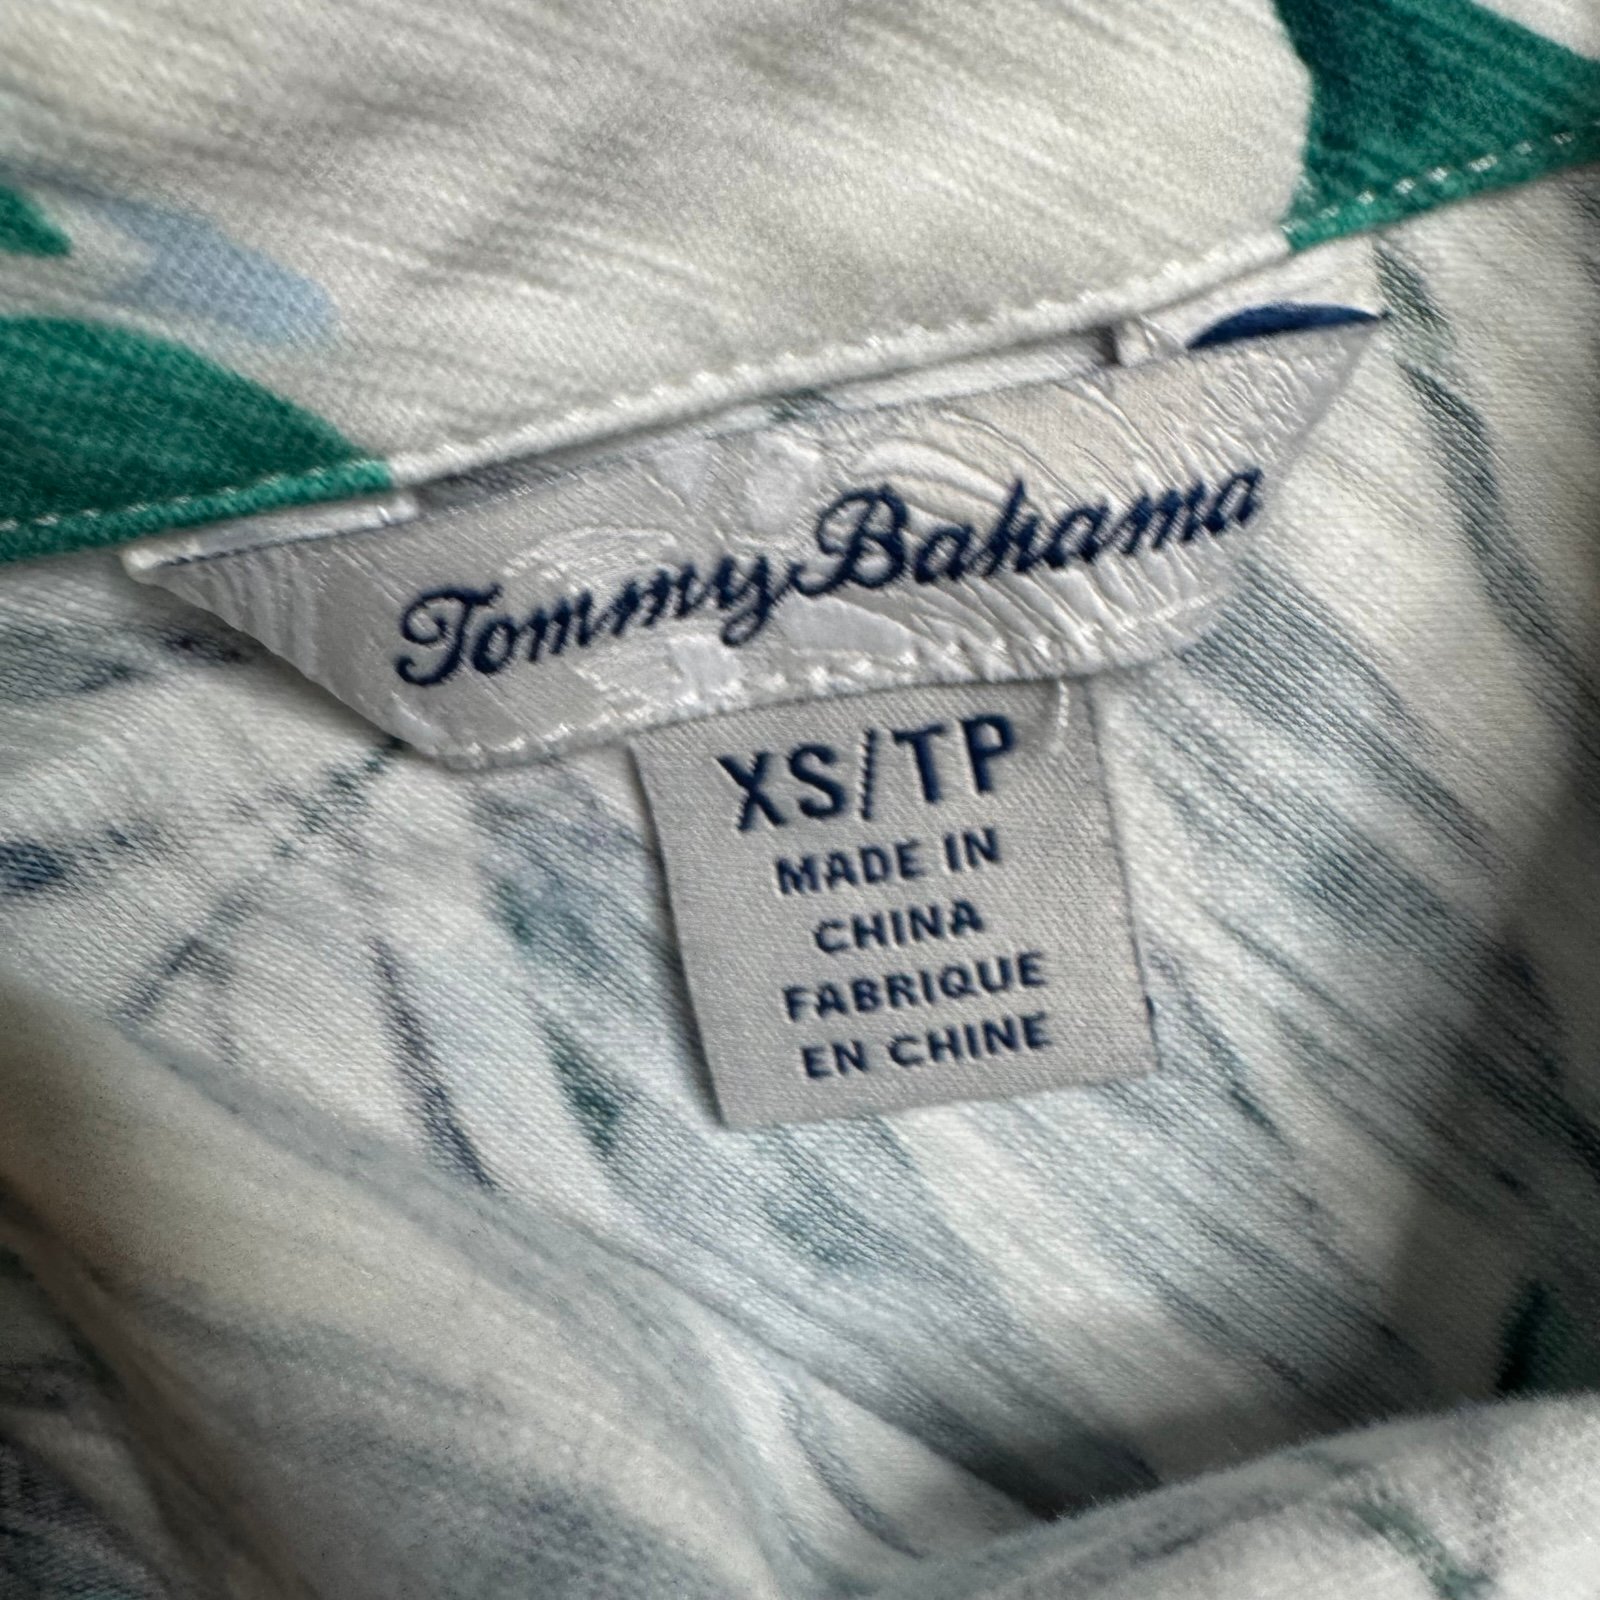 Tommy Bahama
XS/TP
MADE IN
CHINA
FABRIQUE
EN CHINE